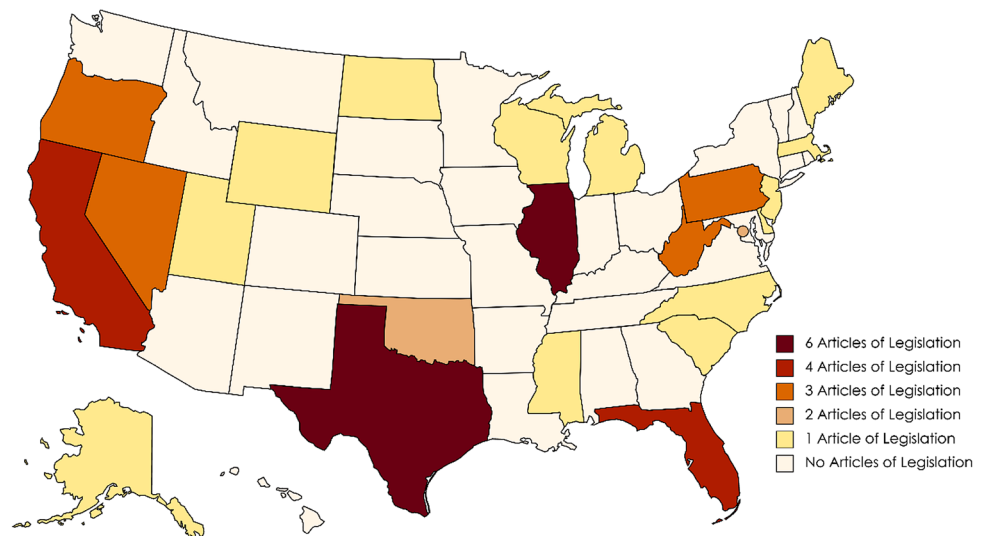 6 Articles of Legislation
4 Articles of Legislation
3 Articles of Legislation
2 Articles of Legislation
1 Article of Legislation
No Articles of Legislation